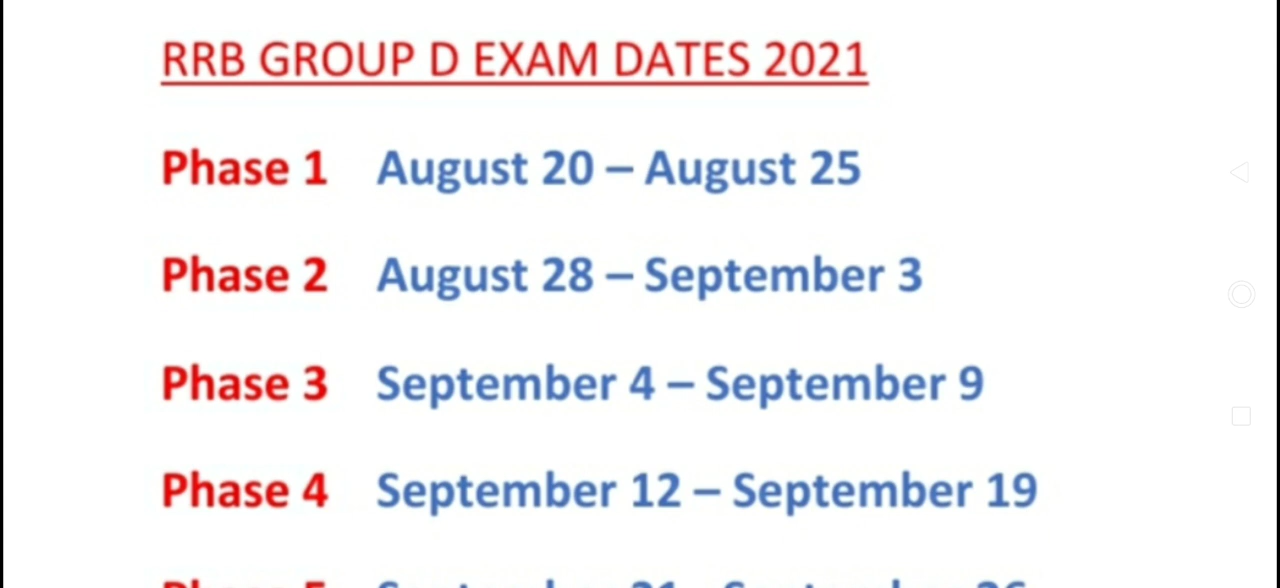 RRB GROUP D EXAM DATES 2021
Phase 1 August 20 – August 25
Phase 2 August 28 – September 3
Phase 3 September 4 – September 9
Phase 4 September 12 – September 19